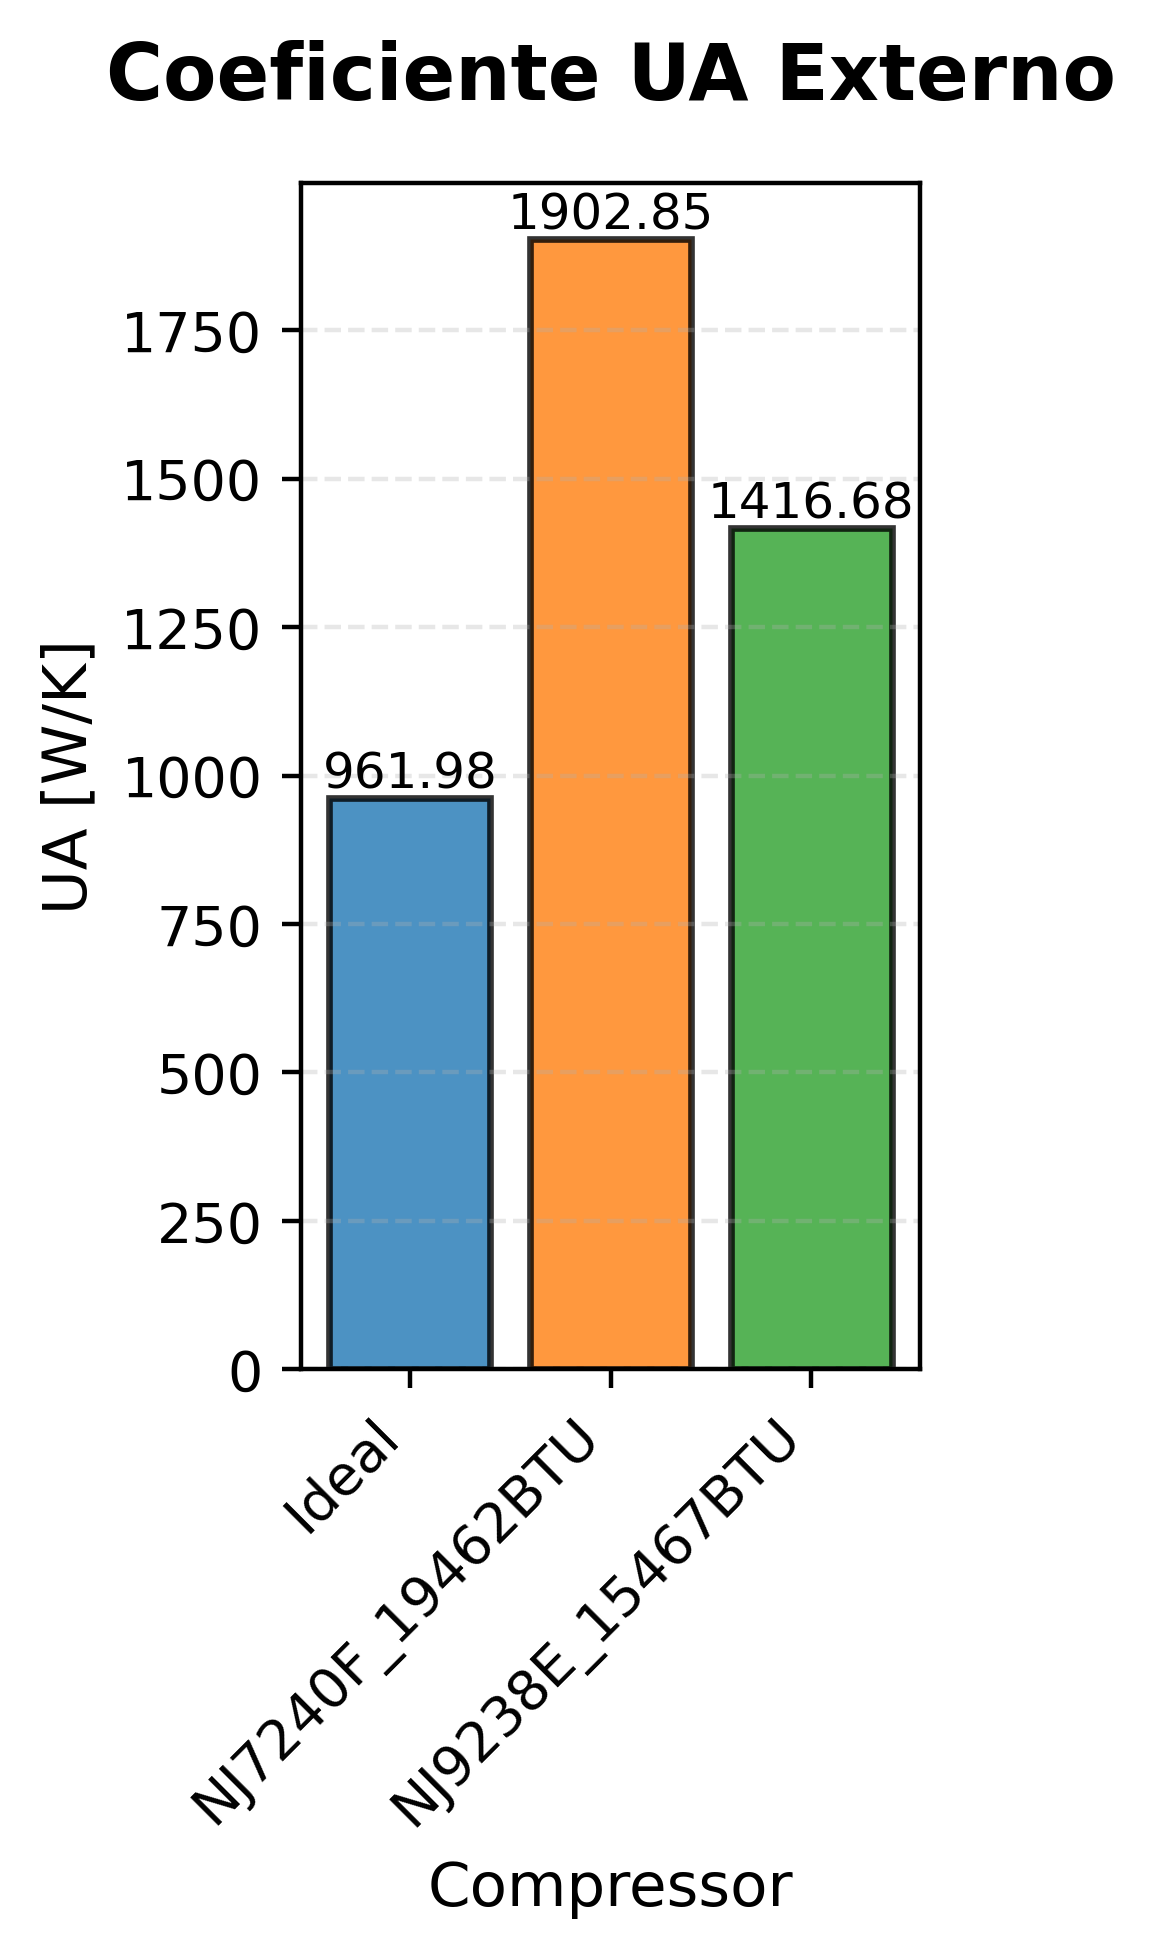 Coeficiente UA Externo
1902.85
1750
1500
1416.68
1250
961.98
1000
750
500
250
0
UA [W/K]
Ideal
NJ7240F_19462BTU
NJ9238E_15467BTU
Compressor